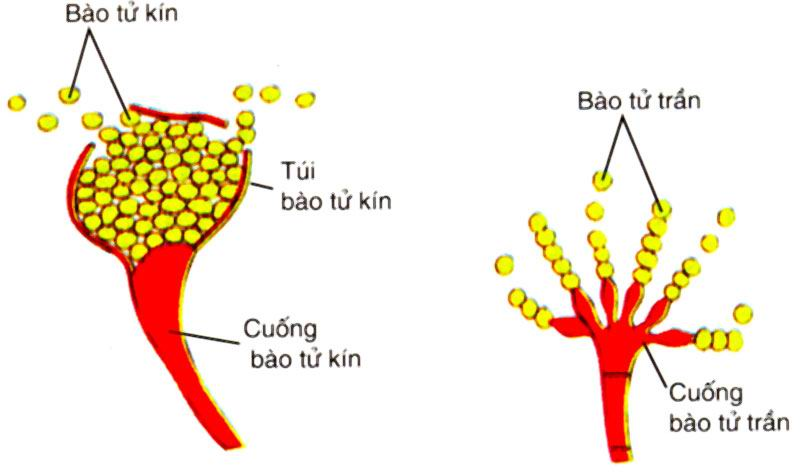 Bào tử kín
Túi
bào tử kín
Cuống
bào tử kín
Bào tử trần
Cuống
bào tử trần